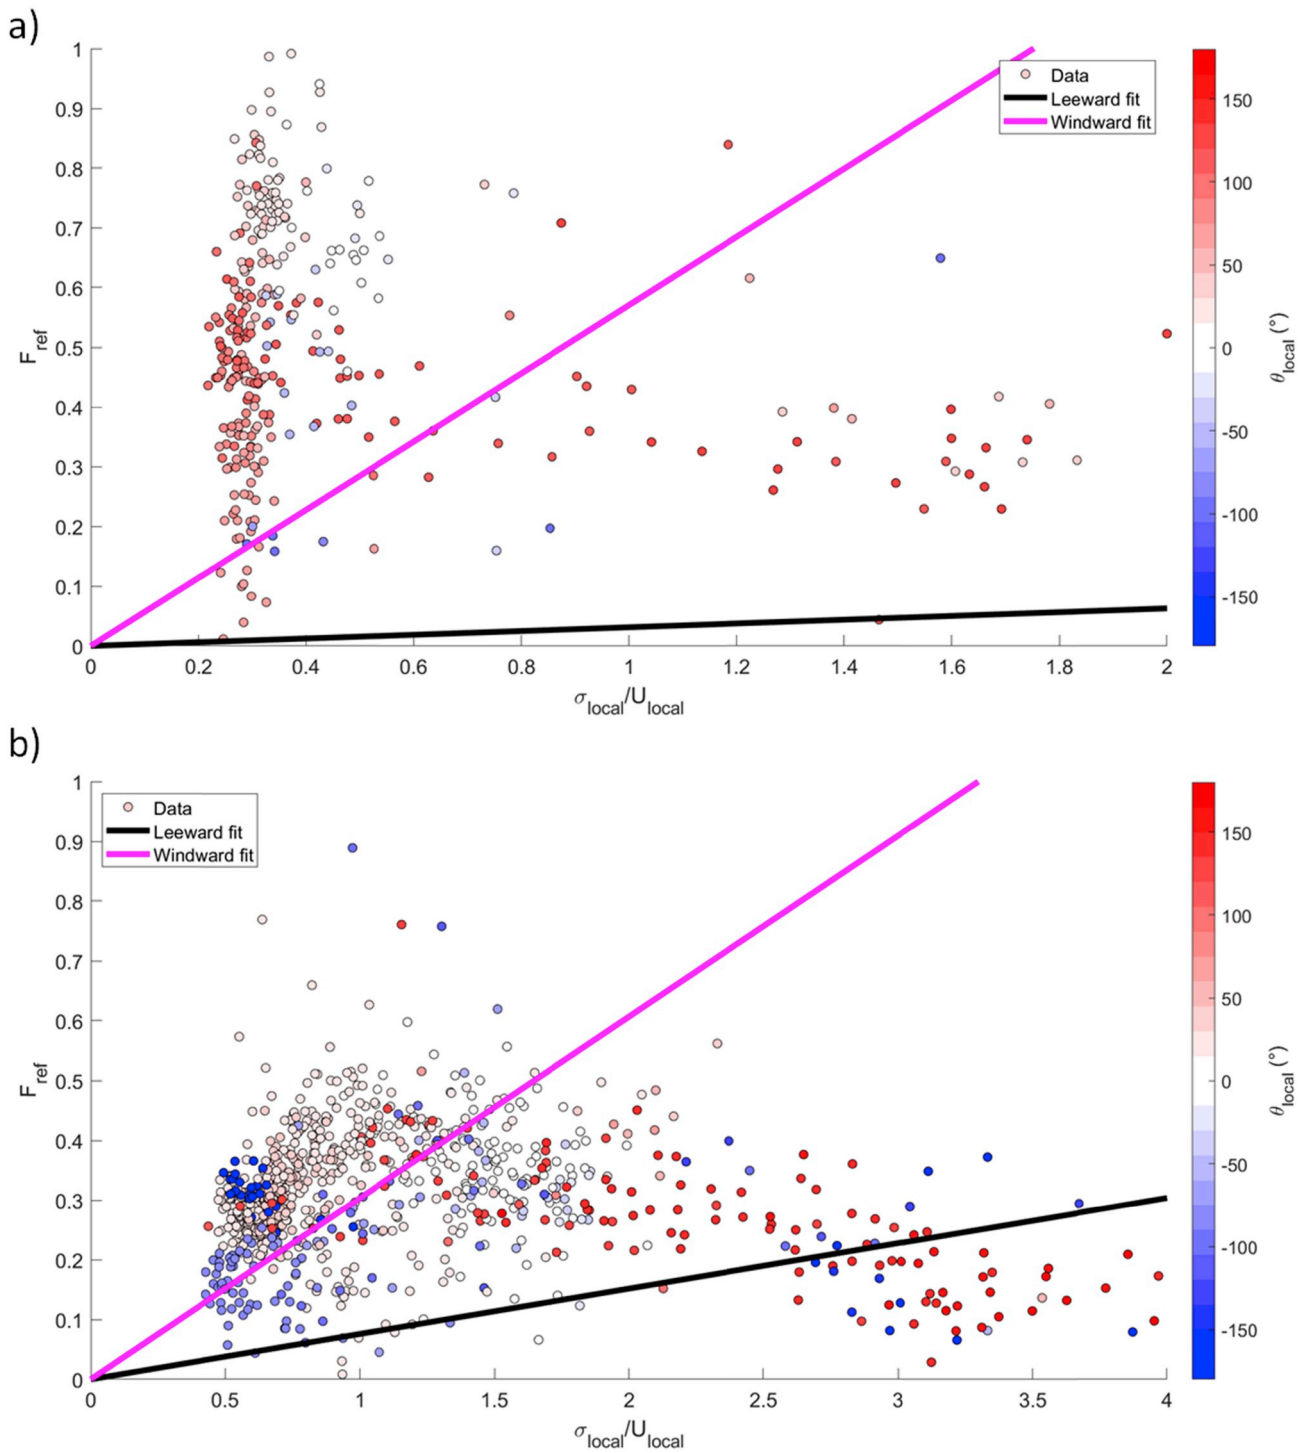 a)
1
0.9
0.8
0.7
0.6
0.5
0.4
0.3
0.2
0.1
0
F_ref
0 0.2 0.4 0.6 0.8 1 1.2 1.4 1.6 1.8 2
σ_local/U_local
Data
Leeward fit
Windward fit
150
100
50
0
-50
-100
-150
θ_local (°)
b)
1
0.9
0.8
0.7
0.6
0.5
0.4
0.3
0.2
0.1
0
F_ref
0 0.5 1 1.5 2 2.5 3 3.5 4
σ_local/U_local
Data
Leeward fit
Windward fit
150
100
50
0
-50
-100
-150
θ_local (°)